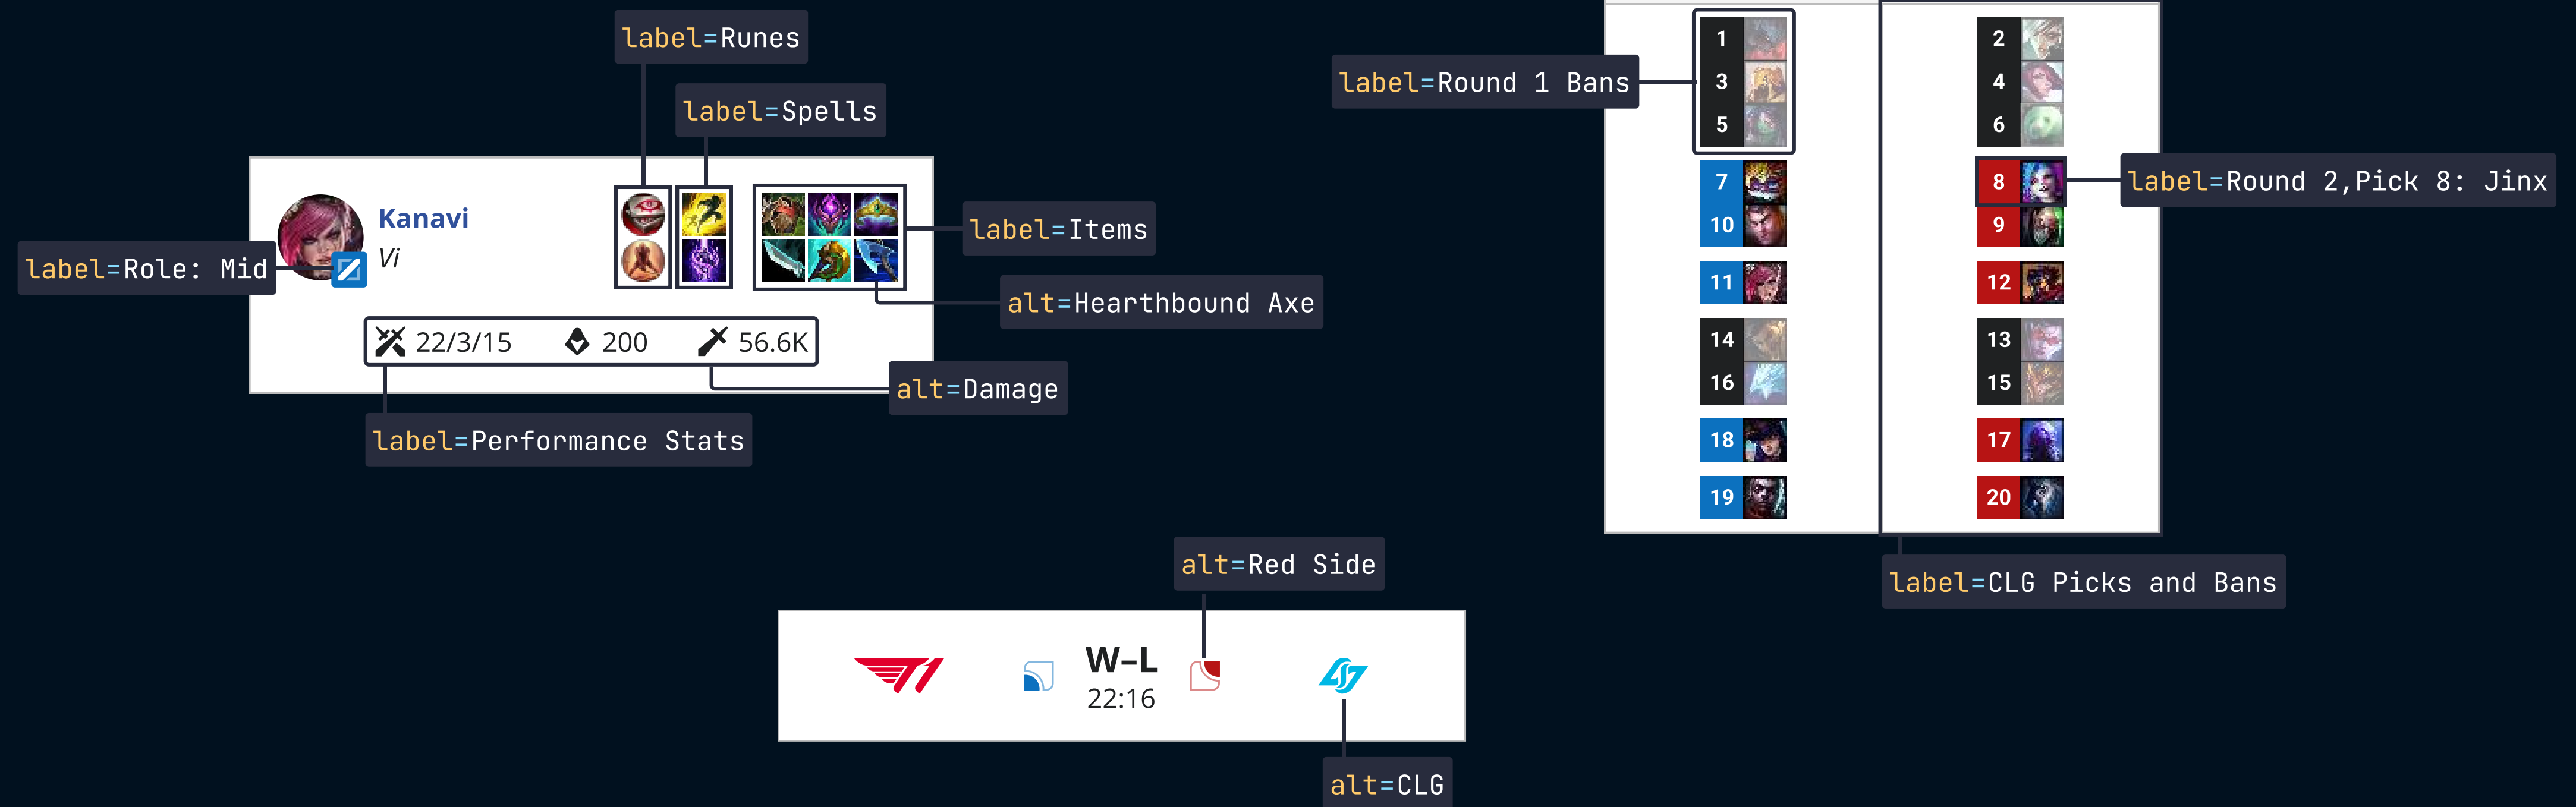 label=Runes
label=Spells
Kanavi
Vi
label=Role: Mid
label=Items
alt=Hearthbound Axe
22/3/15 200 56.6K
alt=Damage
label=Performance Stats
label=Round 1 Bans
1
3
5
7
10
11
14
16
18
19
2
4
6
8
9
12
13
15
17
20
label=Round 2,Pick 8: Jinx
label=CLG Picks and Bans
alt=Red Side
T1
W–L
22:16
alt=CLG